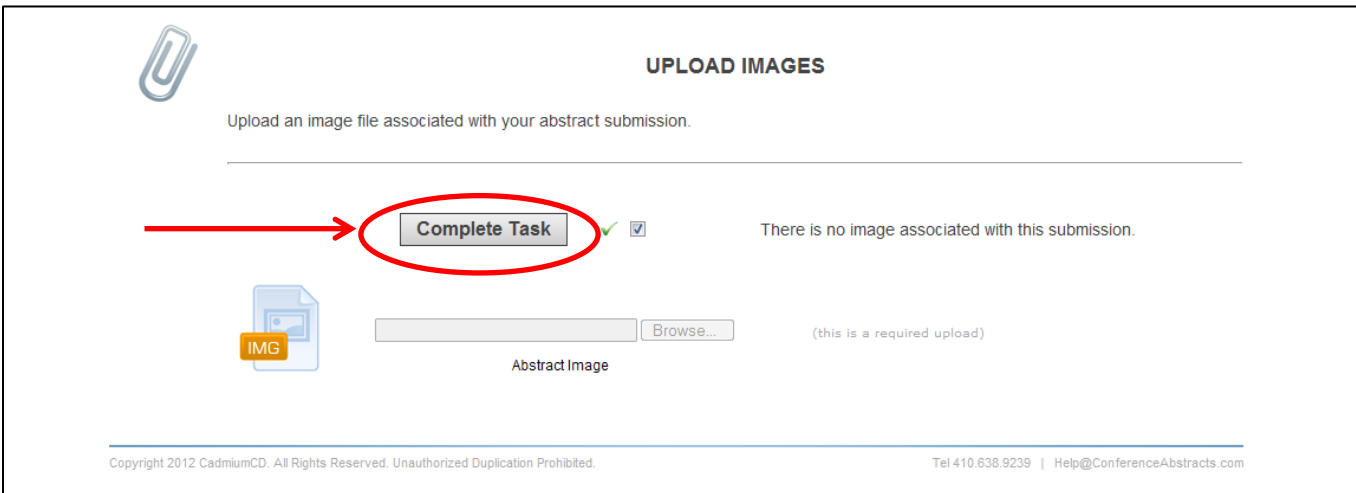 UPLOAD IMAGES
Upload an image file associated with your abstract submission.
Complete Task
There is no image associated with this submission.
IMG
Browse...
(this is a required upload)
Abstract Image
Copyright 2012 CadmiumCD. All Rights Reserved. Unauthorized Duplication Prohibited.
Tel 410.638.9239 | Help@ConferenceAbstracts.com